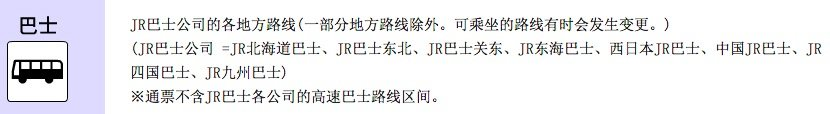 巴士
JR巴士公司的各地方路线(一部分地方路线除外。可乘坐的路线有时会发生变更。)
(JR巴士公司 =JR北海道巴士、JR巴士东北、JR巴士关东、JR东海巴士、西日本JR巴士、中国JR巴士、JR
四国巴士、JR九州巴士)
※通票不含JR巴士各公司的高速巴士路线区间。